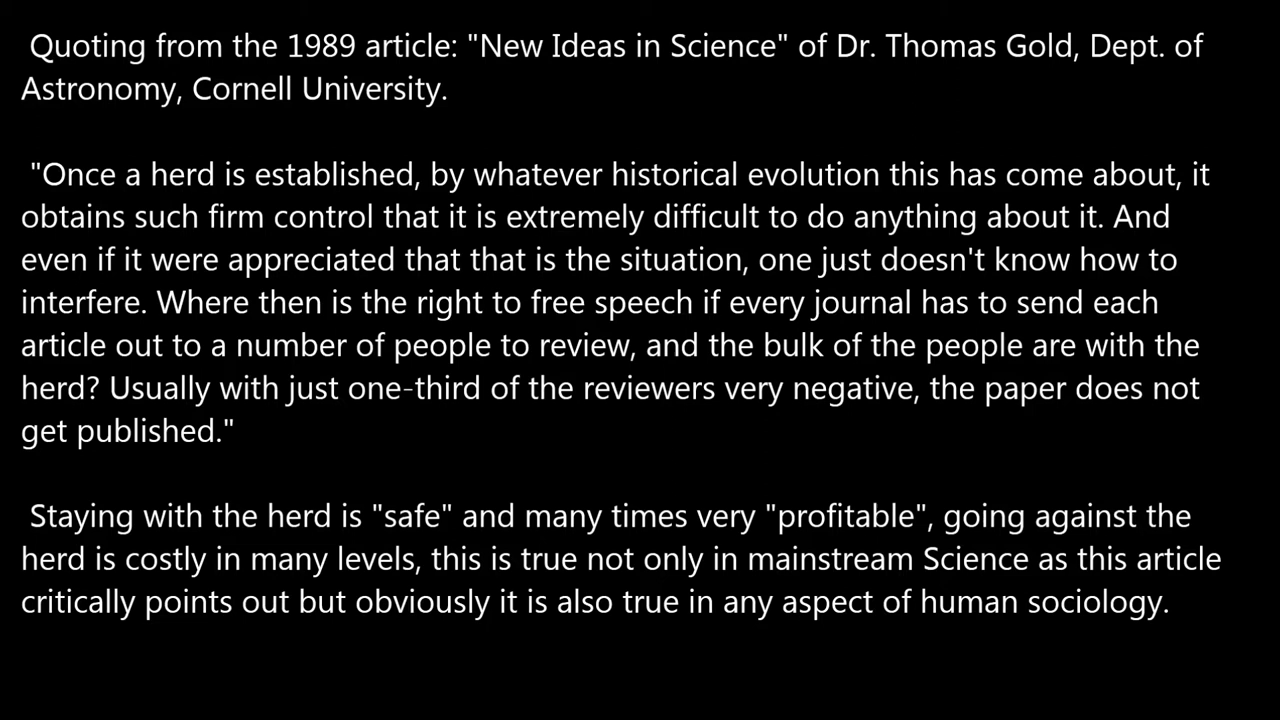 Quoting from the 1989 article: "New Ideas in Science" of Dr. Thomas Gold, Dept. of
Astronomy, Cornell University.
"Once a herd is established, by whatever historical evolution this has come about, it
obtains such firm control that it is extremely difficult to do anything about it. And
even if it were appreciated that that is the situation, one just doesn't know how to
interfere. Where then is the right to free speech if every journal has to send each
article out to a number of people to review, and the bulk of the people are with the
herd? Usually with just one-third of the reviewers very negative, the paper does not
get published."
Staying with the herd is "safe" and many times very "profitable", going against the
herd is costly in many levels, this is true not only in mainstream Science as this article
critically points out but obviously it is also true in any aspect of human sociology.